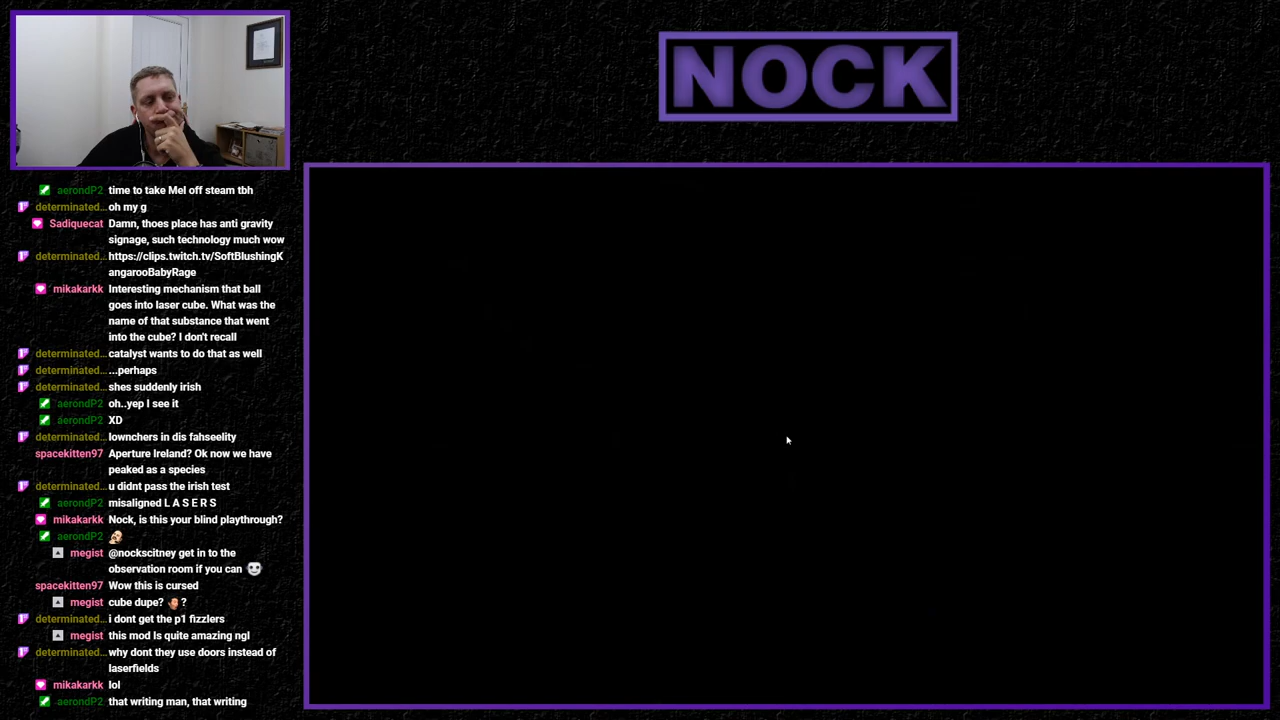 NOCK
aerondP2 time to take Mel off steam tbh
determinated... oh my g
Sadiquecat Damn, thoes place has anti gravity
signage, such technology much wow
determinated... https://clips.twitch.tv/SoftBlushingK
angarooBabyRage
mikakarkk Interesting mechanism that ball
goes into laser cube. What was the
name of that substance that went
into the cube? I don't recall
determinated... catalyst wants to do that as well
determinated... ...perhaps
determinated... shes suddenly irish
aerondP2 oh..yep I see it
aerondP2 XD
determinated... lownchers in dis fahseelity
spacekitten97 Aperture Ireland? Ok now we have
peaked as a species
determinated... u didnt pass the irish test
aerondP2 misaligned L A S E R S
mikakarkk Nock, is this your blind playthrough?
aerondP2
megist @nockscitney get in to the
observation room if you can
spacekitten97 Wow this is cursed
megist cube dupe? ?
determinated... i dont get the p1 fizzlers
megist this mod Is quite amazing ngl
determinated... why dont they use doors instead of
laserfields
mikakarkk lol
aerondP2 that writing man, that writing